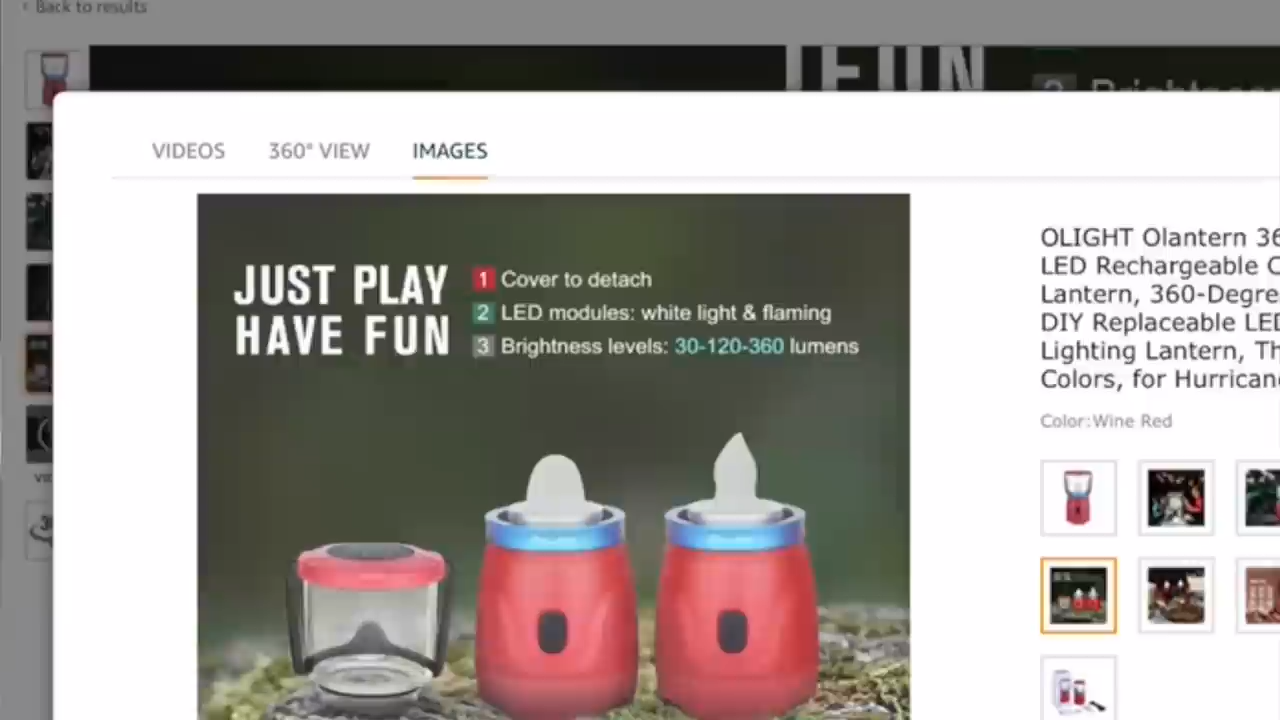 Back to results
VIDEOS 360° VIEW IMAGES
JUST PLAY
HAVE FUN
1 Cover to detach
2 LED modules: white light & flaming
3 Brightness levels: 30-120-360 lumens
OLIGHT Olantern 36
LED Rechargeable C
Lantern, 360-Degre
DIY Replaceable LED
Lighting Lantern, Th
Colors, for Hurrican
Color:Wine Red